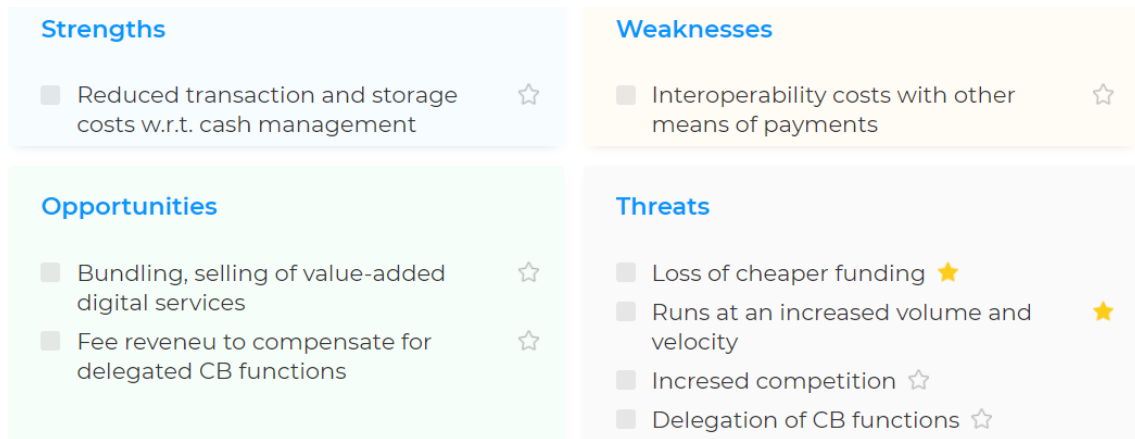 Strengths
Reduced transaction and storage
costs w.r.t. cash management
Weaknesses
Interoperability costs with other
means of payments
Opportunities
Bundling, selling of value-added
digital services
Fee reveneu to compensate for
delegated CB functions
Threats
Loss of cheaper funding
Runs at an increased volume and
velocity
Incresed competition
Delegation of CB functions